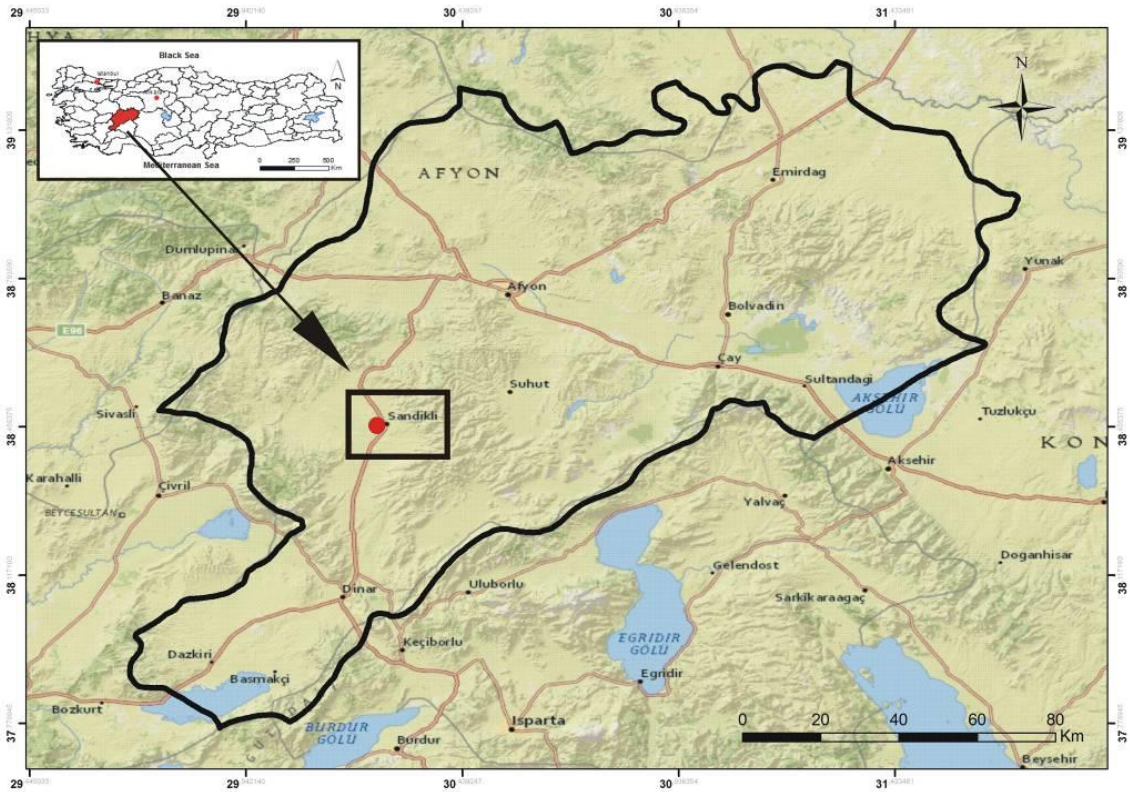 29
29
30
30
31
Black Sea
Mediterranean Sea
0 250 500
Km
N
N
AFYON
Emirdag
Dumlupinar
Yunak
Banaz
Afyon
Bolvadin
E96
Çay
Suhut
Sultandagi
AKSEHIR
GÖLU
Sivasli
Sandikli
Tuzlukçu
KON
Karahalli
Aksehir
Çivril
Yalvaç
BEYCESULTAN
Doganhisar
Gelendost
Dinar
Uluborlu
Sarkikaraagaç
Keçiborlu
EGRIDIR
GÖLU
Dazkiri
Basmakçi
Egridir
Bozkurt
Isparta
0 20 40 60 80
Km
BURDUR
GÖLU
Burdur
Beysehir
39
38
38
38
37
39
38
38
38
37
29
29
30
30
31